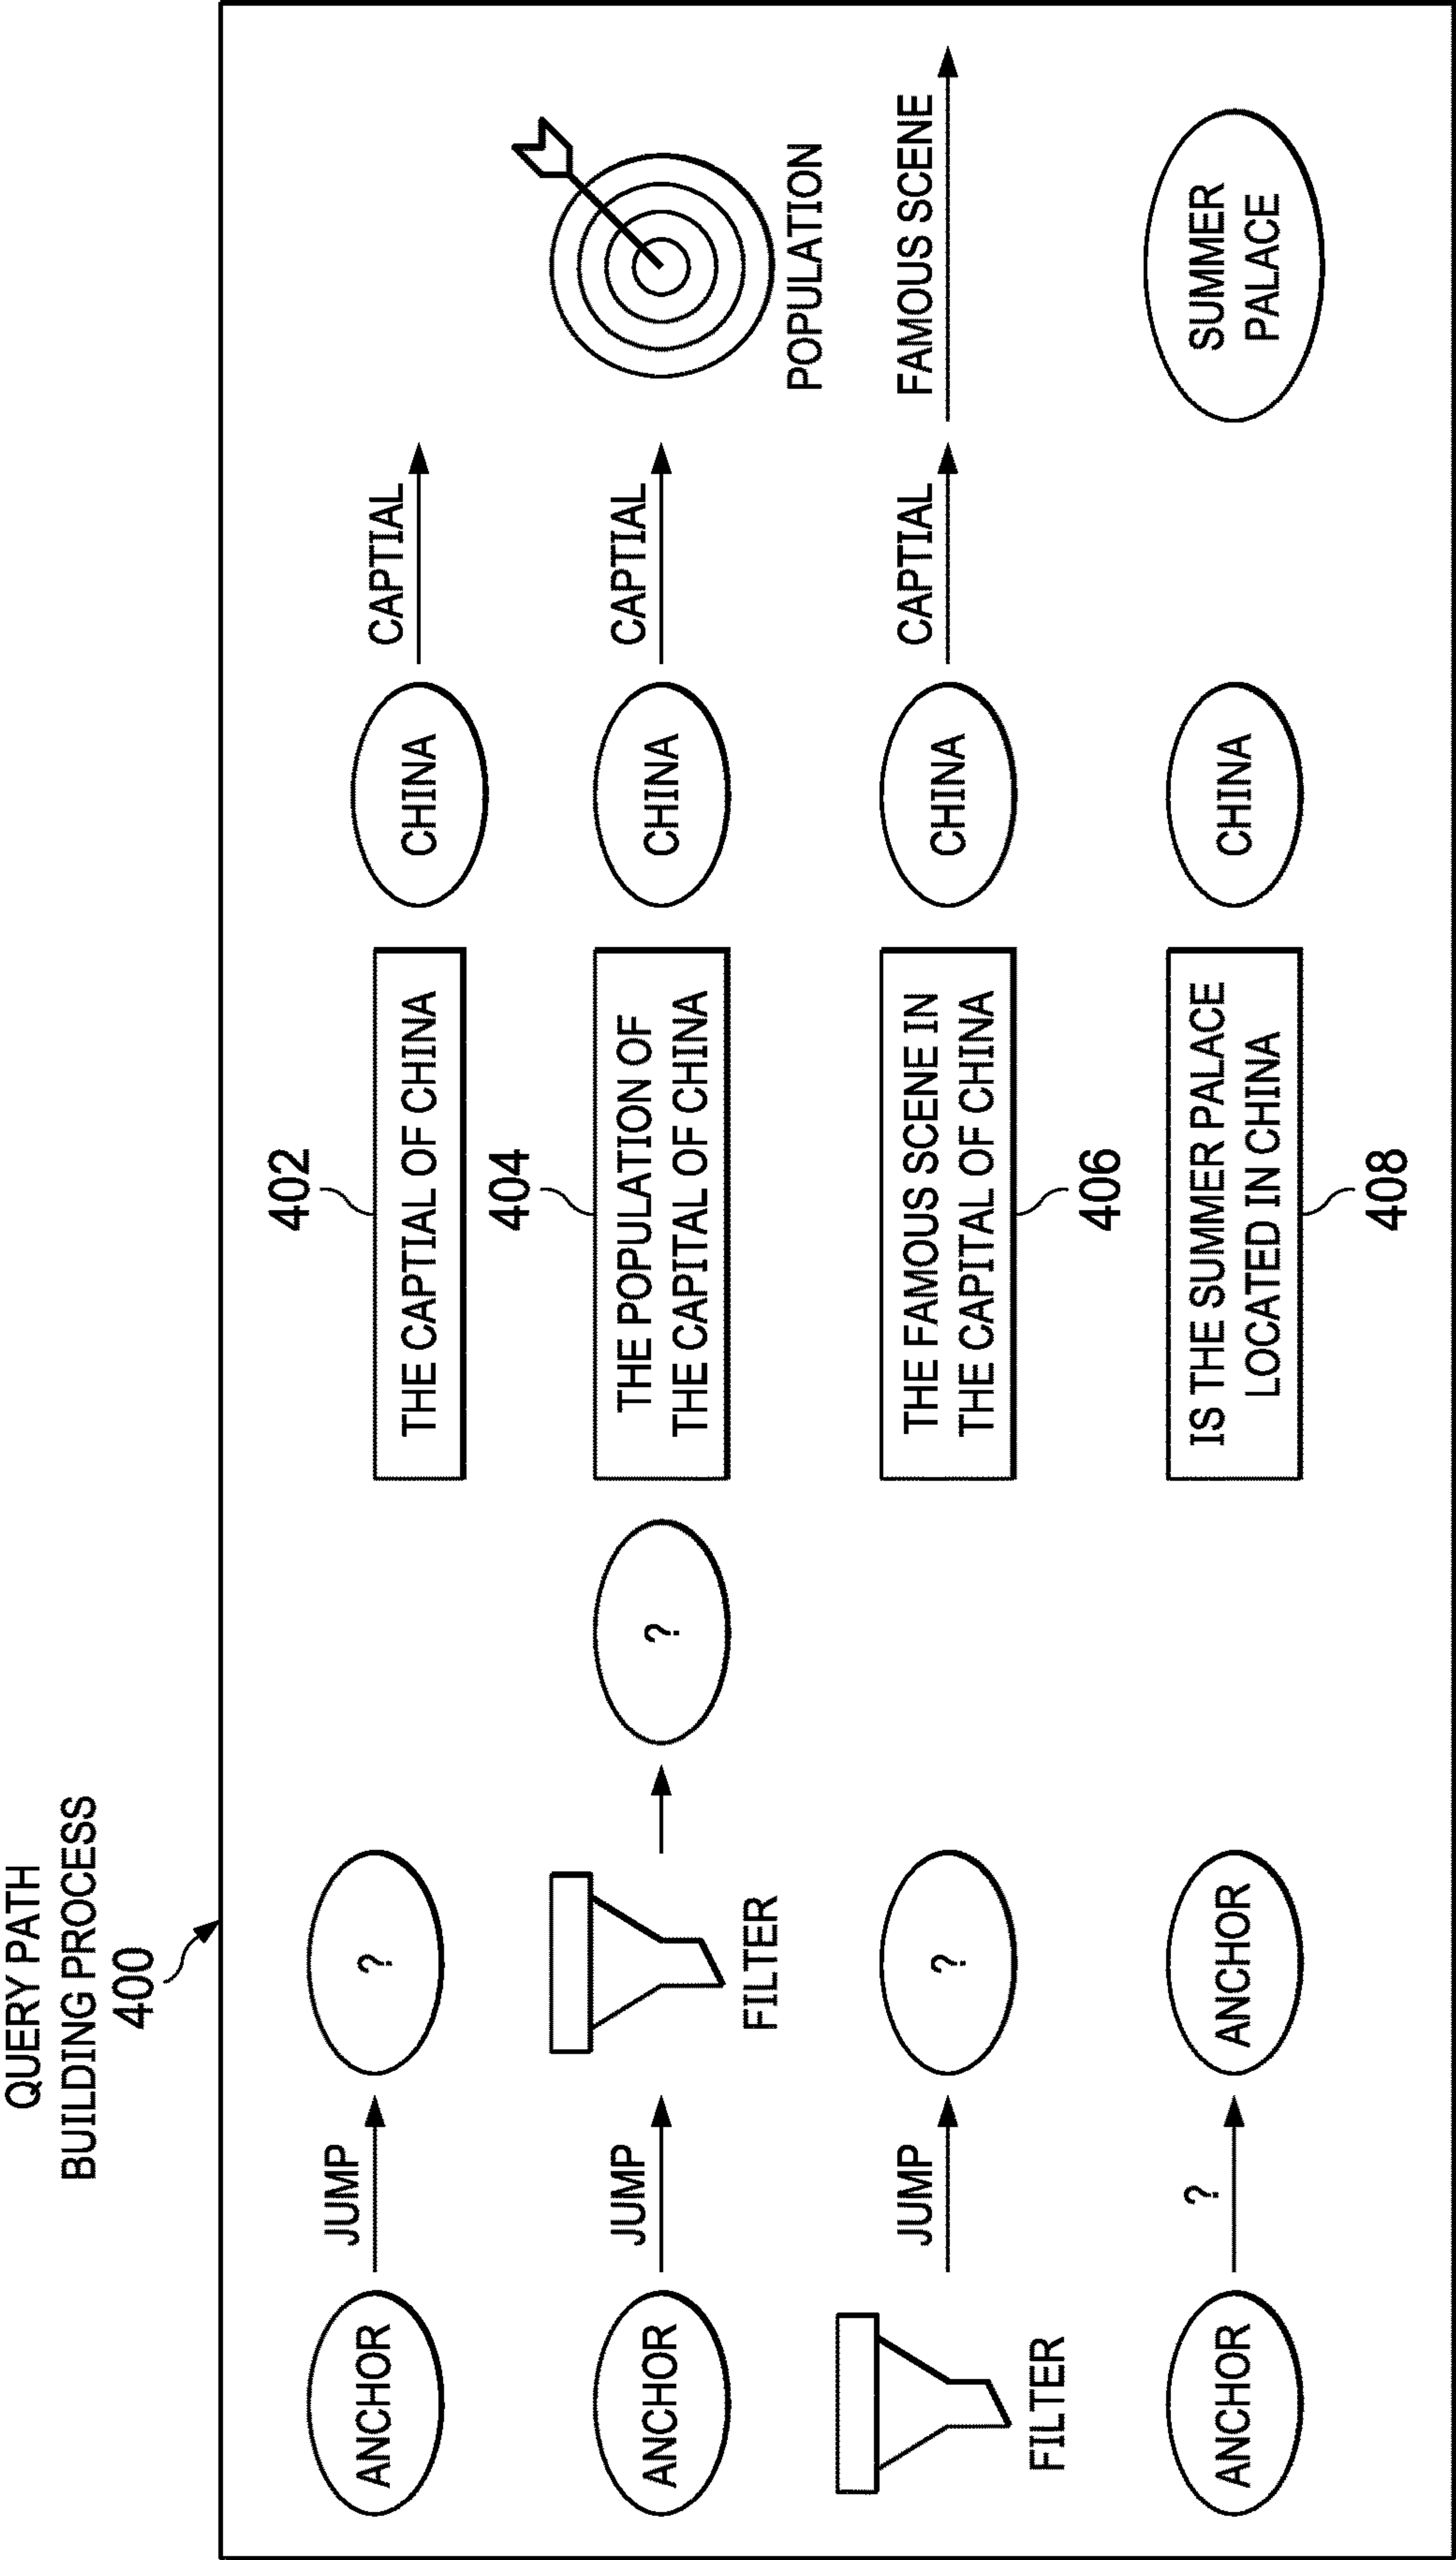 QUERY PATH
BUILDING PROCESS
400
ANCHOR
JUMP
?
402
THE CAPTIAL OF CHINA
CHINA
CAPTIAL
ANCHOR
JUMP
FILTER
?
404
THE POPULATION OF
THE CAPITAL OF CHINA
CHINA
CAPTIAL
POPULATION
FILTER
JUMP
?
THE FAMOUS SCENE IN
THE CAPITAL OF CHINA
406
CHINA
CAPTIAL
FAMOUS SCENE
ANCHOR
?
ANCHOR
IS THE SUMMER PALACE
LOCATED IN CHINA
408
CHINA
SUMMER
PALACE